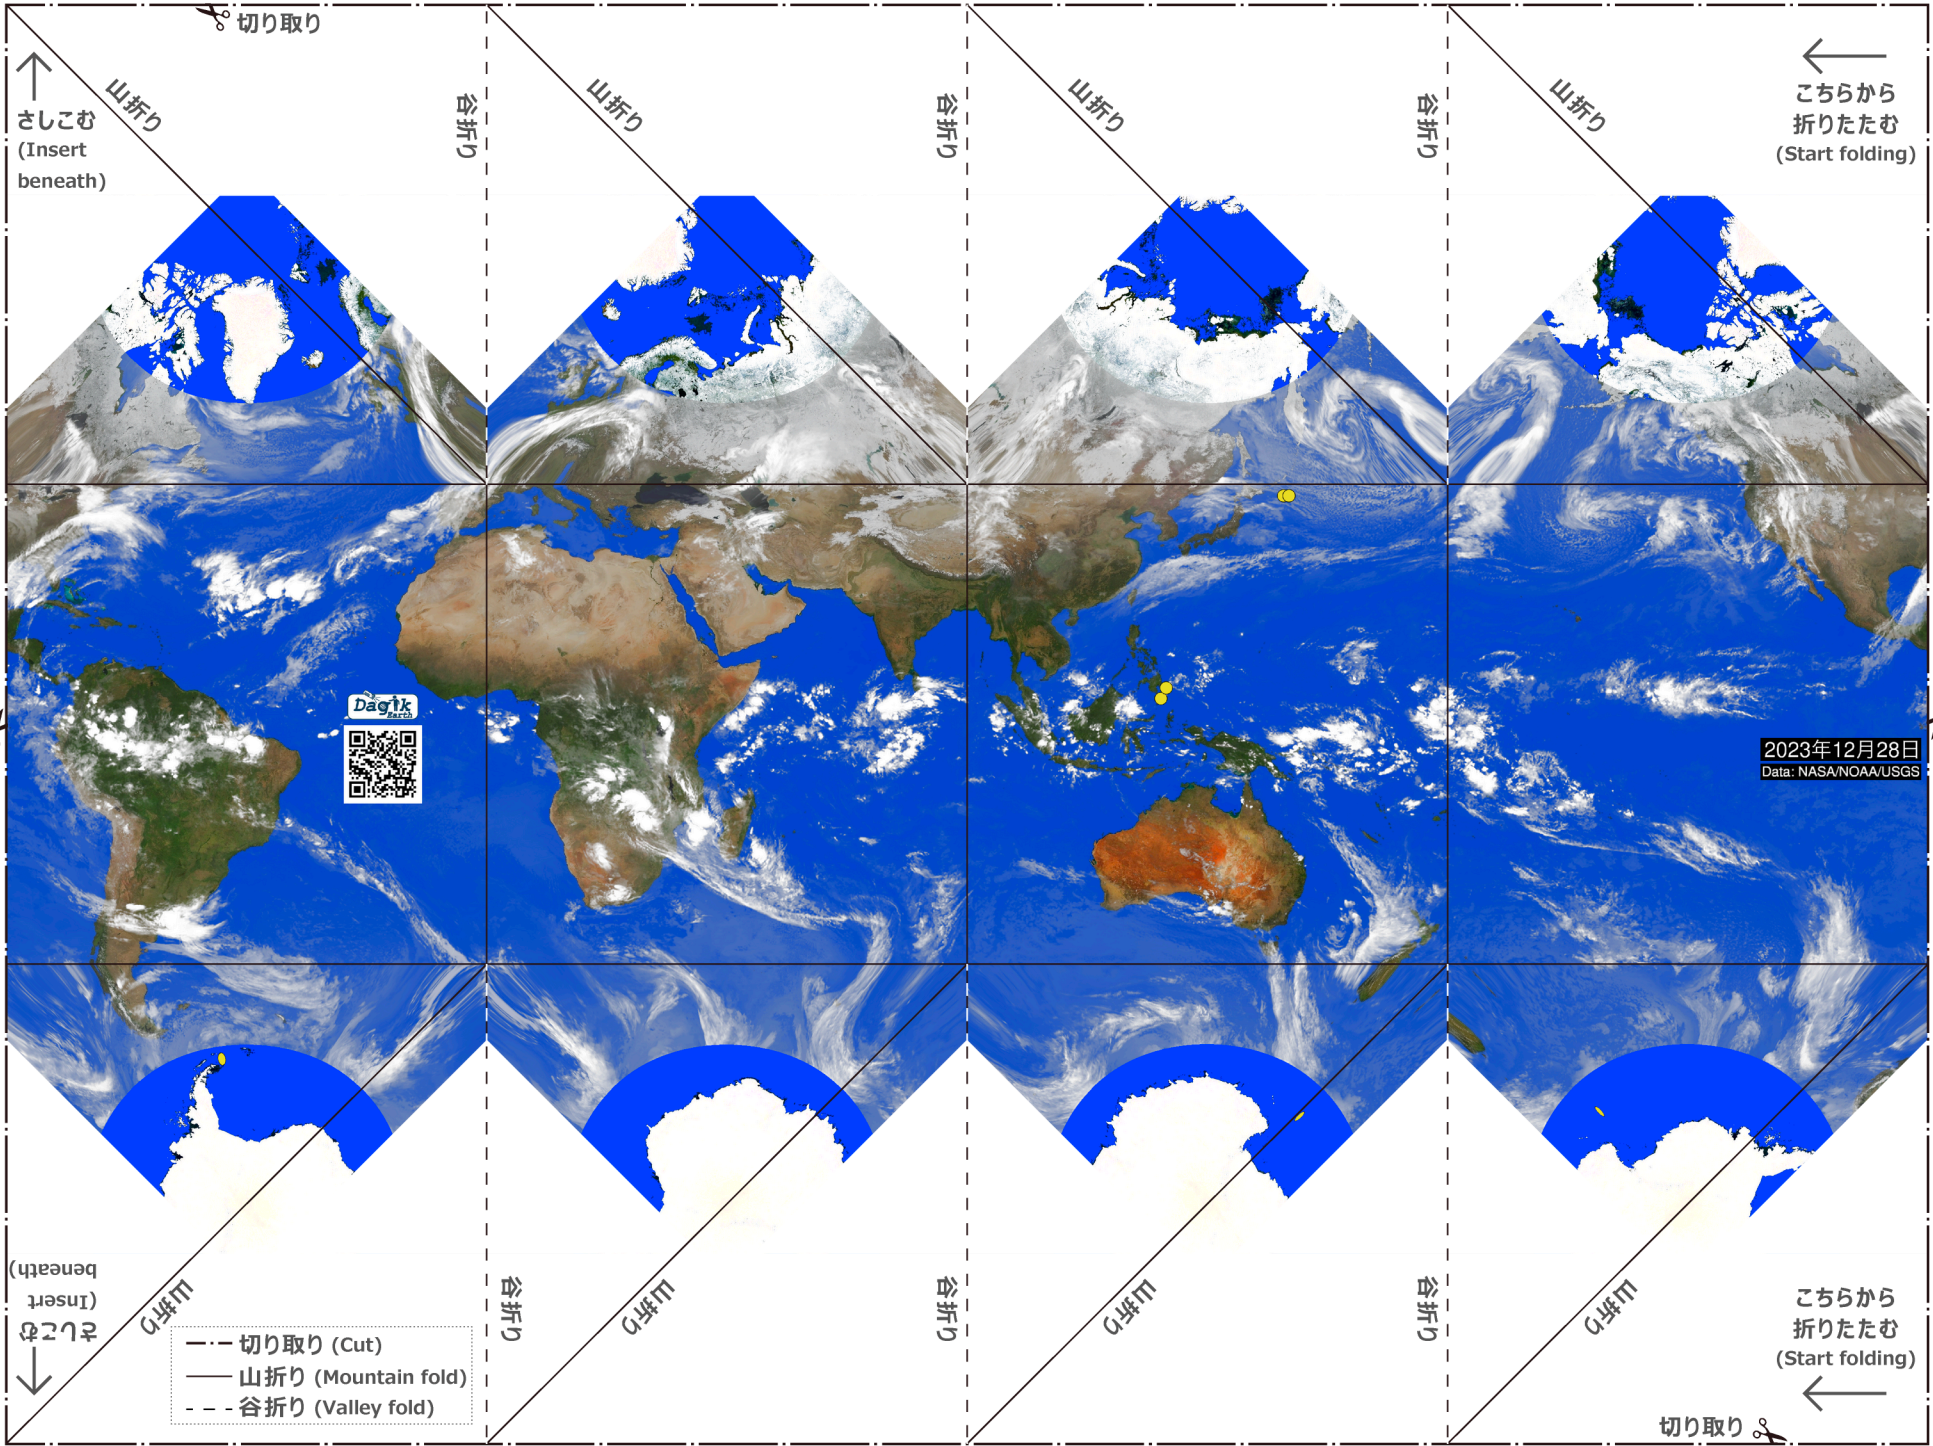 切り取り
さしこむ
(Insert
beneath)
山折り
谷折り
山折り
谷折り
山折り
谷折り
山折り
こちらから
折りたたむ
(Start folding)
Dagik
Earth
2023年12月28日
Data: NASA/NOAA/USGS
さしこむ
(Insert
beneath)
山折り
谷折り
山折り
谷折り
山折り
谷折り
山折り
こちらから
折りたたむ
(Start folding)
切り取り (Cut)
山折り (Mountain fold)
谷折り (Valley fold)
切り取り